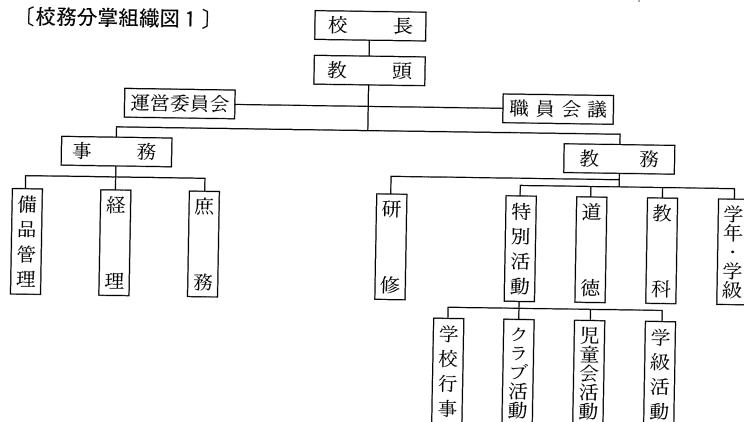 〔校務分掌組織図1〕
校長
教頭
運営委員会
職員会議
事務
教務
備品管理
経理
庶務
研修
特別活動
道徳
教科
学年・学級
学校行事
クラブ活動
児童会活動
学級活動